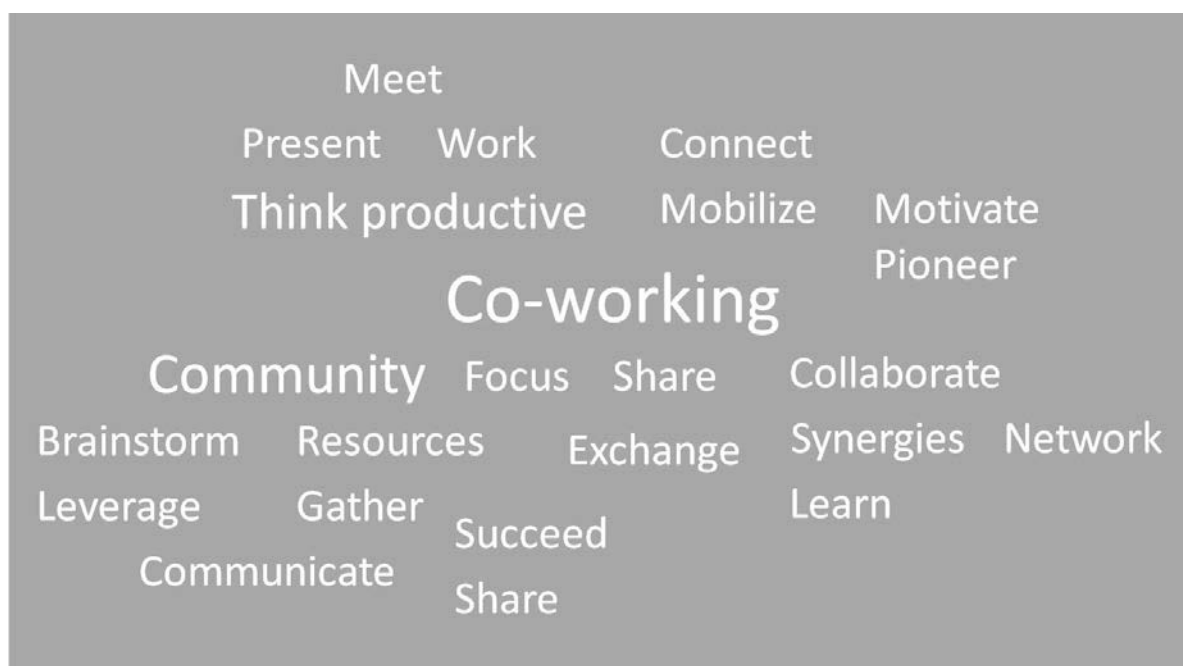 Meet
Present Work Connect
Think productive Mobilize Motivate
Pioneer
Co-working
Community Focus Share Collaborate
Brainstorm Resources Exchange Synergies Network
Leverage Gather Learn
Succeed
Communicate
Share